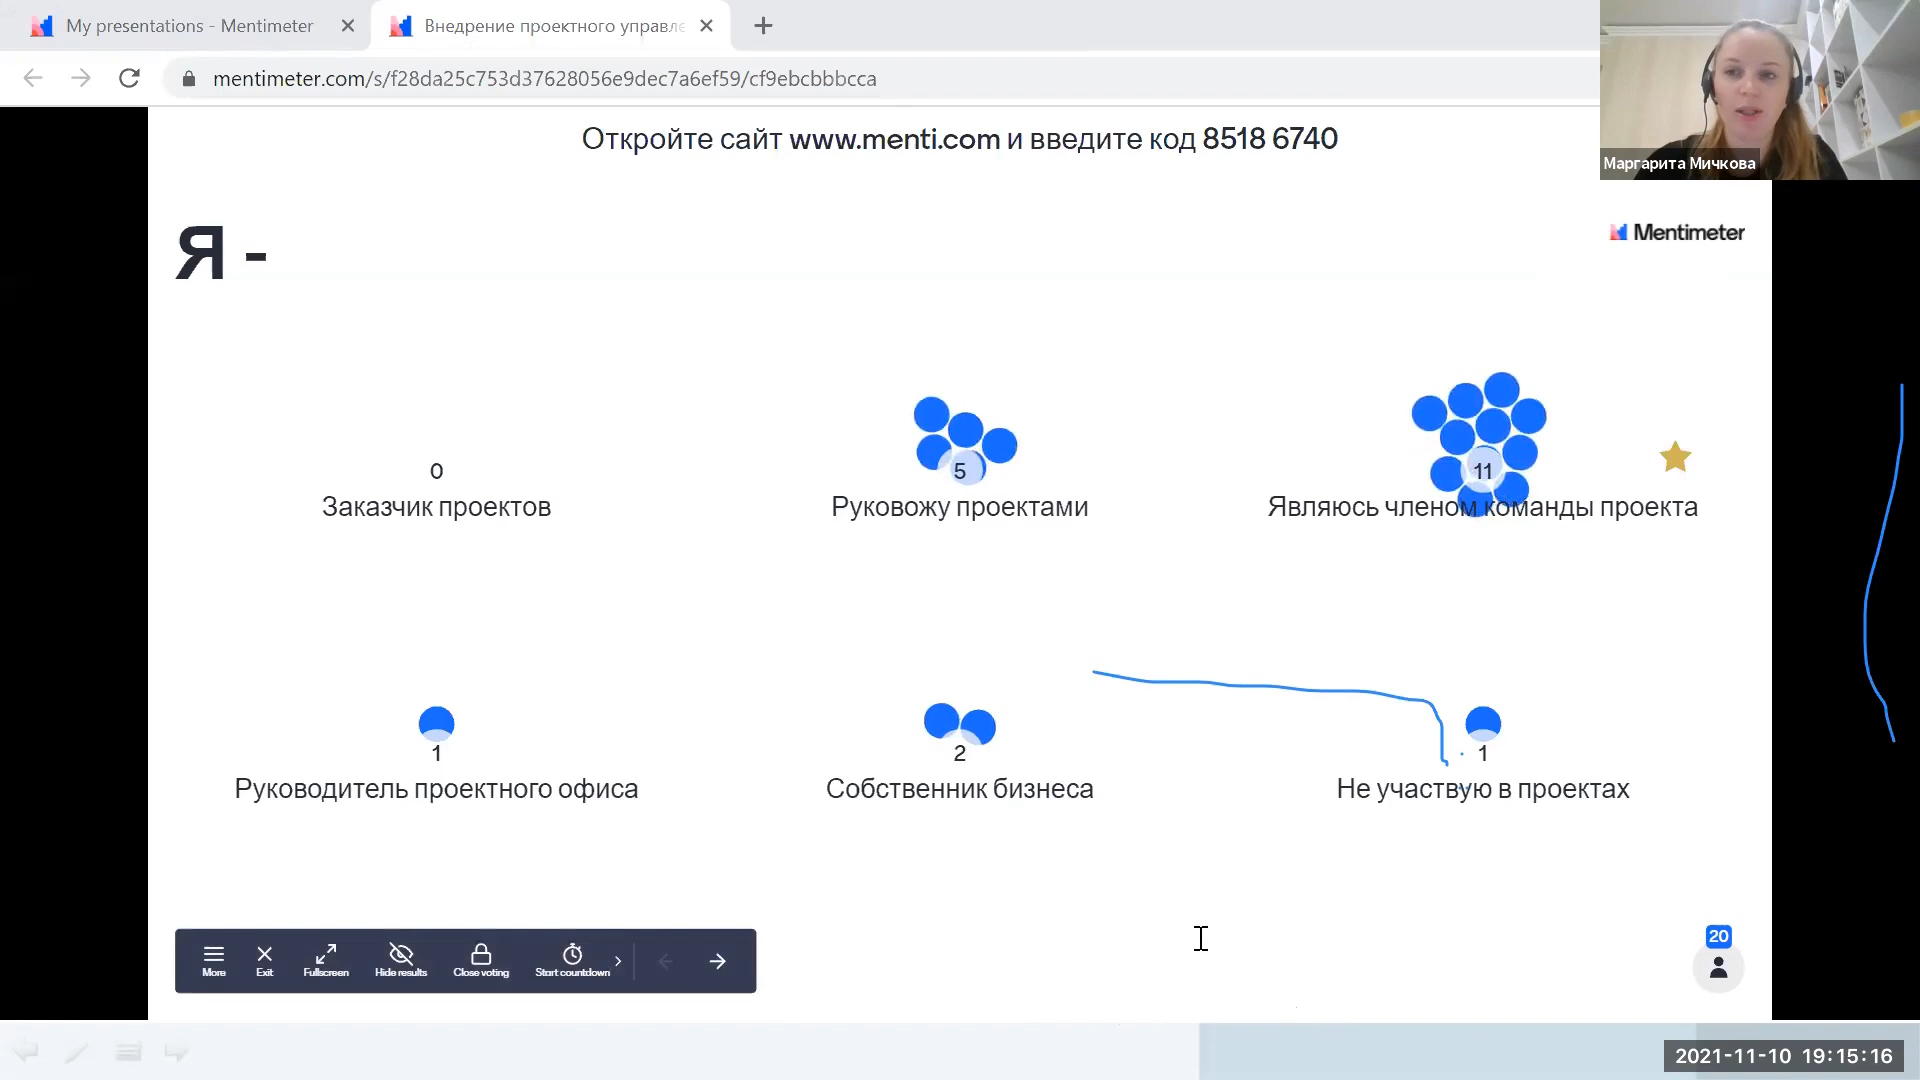 My presentations - Mentimeter
Внедрение проектного управле
mentimeter.com/s/f28da25c753d37628056e9dec7a6ef59/cf9ebcbbbcca
Маргарита Мичкова
Откройте сайт www.menti.com и введите код 8518 6740
Я -
Mentimeter
0
Заказчик проектов
5
Руковожу проектами
11
Являюсь членом команды проекта
1
Руководитель проектного офиса
2
Собственник бизнеса
1
Не участвую в проектах
More
Exit
Fullscreen
Hide results
Close voting
Start countdown
20
2021-11-10 19:15:16